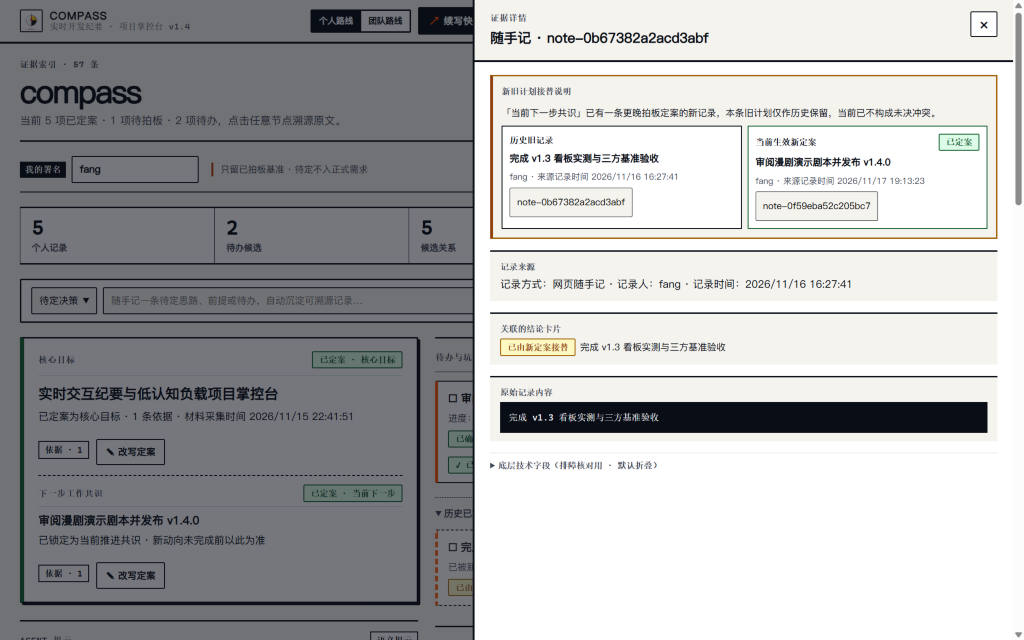 COMPASS
实时开发纪要 · 项目掌控台 v1.4
个人路线
团队路线
↗ 续写快
证据索引 · 57 条
compass
当前 5 项已定案 · 1 项待拍板 · 2 项待办，点击任意节点溯源原文。
我的署名
fang
只留已拍板基准 · 待定不入正式需求
5
个人记录
2
待办候选
5
候选关系
待定决策 ▼
随手记一条待定思路、前提或待办，自动沉淀可溯源记录…
核心目标
已定案 · 核心目标
实时交互纪要与低认知负载项目掌控台
已定案为核心目标 · 1 条依据 · 材料采集时间 2026/11/15 22:41:51
依据 · 1
改写定案
下一步工作共识
已定案 · 当前下一步
审阅漫剧演示剧本并发布 v1.4.0
已锁定为当前推进共识 · 新动向未完成前以此为准
依据 · 1
改写定案
待办与坑
审
进度：
已确
✓ 已
▼ 历史已
完
已被新
已由
证据详情
随手记 · note-0b67382a2acd3abf
×
新旧计划接替说明
「当前下一步共识」已有一条更晚拍板定案的新记录，本条旧计划仅作历史保留，当前已不构成未决冲突。
历史旧记录
完成 v1.3 看板实测与三方基准验收
fang · 来源记录时间 2026/11/16 16:27:41
note-0b67382a2acd3abf
当前生效新定案
已定案
审阅漫剧演示剧本并发布 v1.4.0
fang · 来源记录时间 2026/11/17 19:13:23
note-0f59eba52c205bc7
记录来源
记录方式：网页随手记 · 记录人：fang · 记录时间：2026/11/16 16:27:41
关联的结论卡片
已由新定案接替
完成 v1.3 看板实测与三方基准验收
原始记录内容
完成 v1.3 看板实测与三方基准验收
▶ 底层技术字段（排障核对用 · 默认折叠）